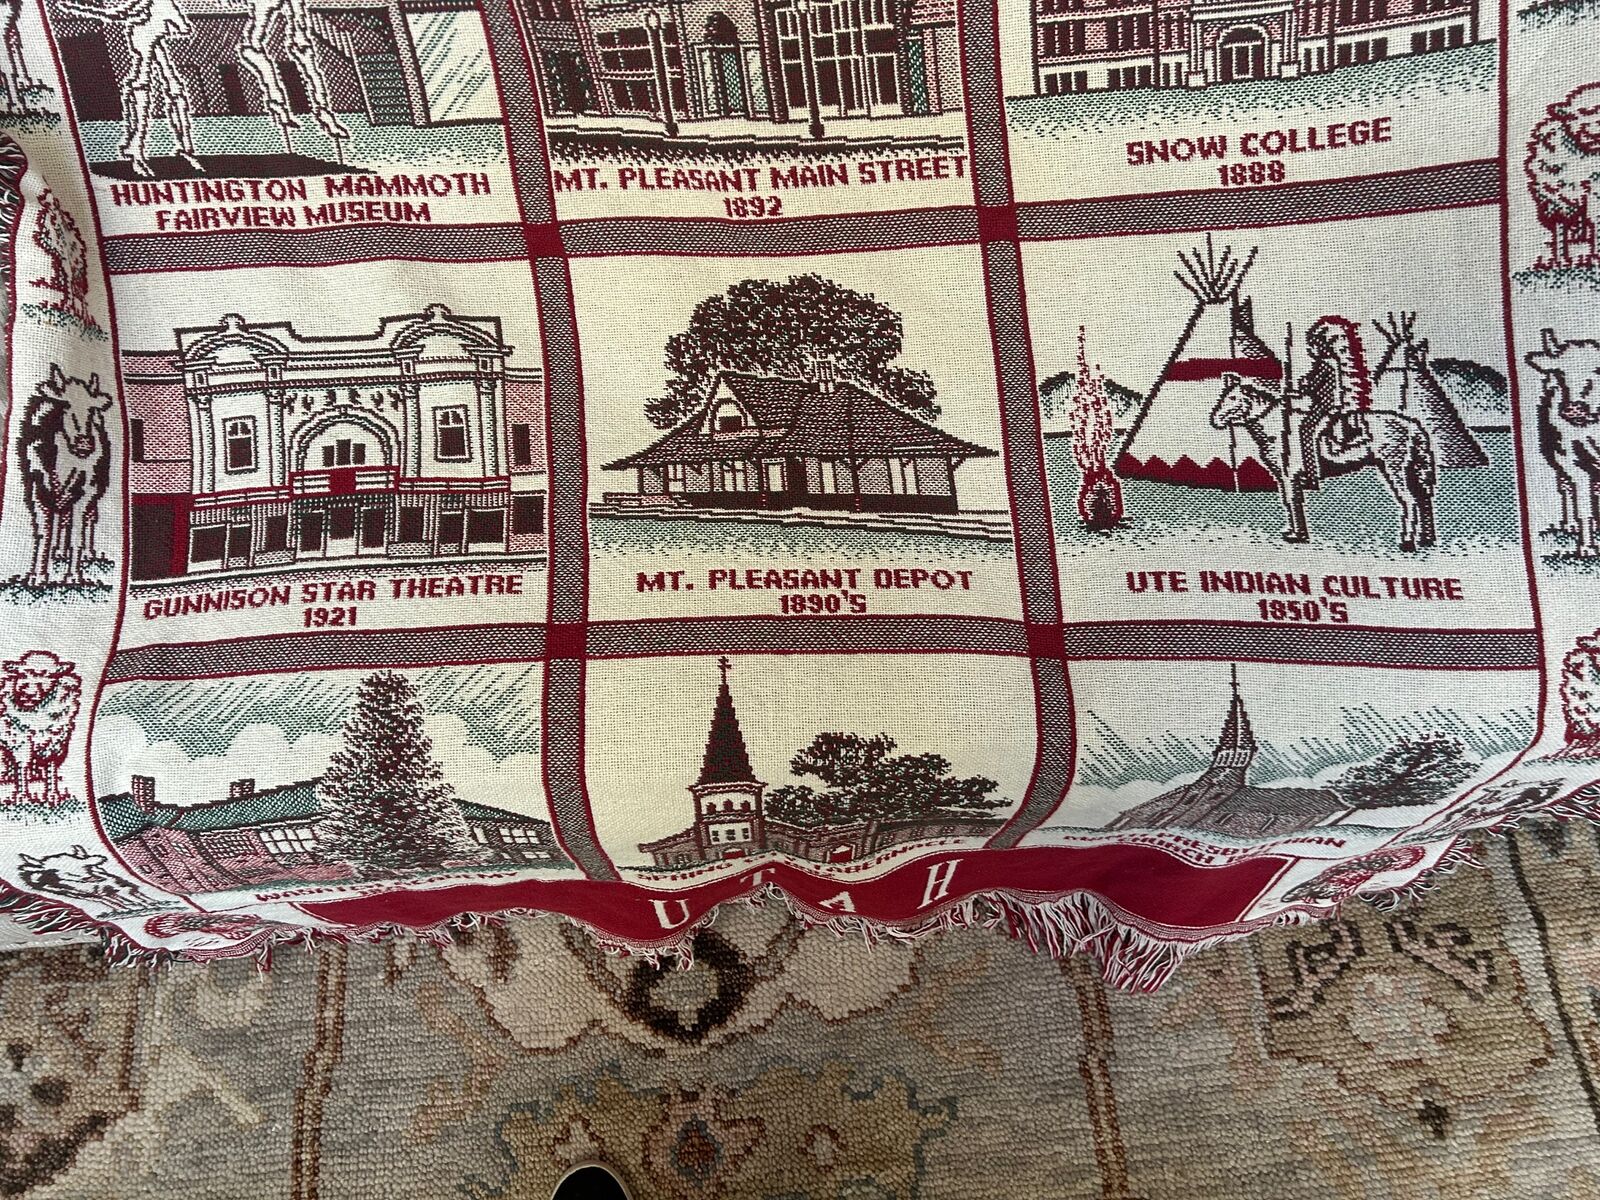 HUNTINGTON MAMMOTH
FAIRVIEW MUSEUM
MT. PLEASANT MAIN STREET
1892
SNOW COLLEGE
1888
GUNNISON STAR THEATRE
1921
MT. PLEASANT DEPOT
1890'S
UTE INDIAN CULTURE
1850'S
UTAH